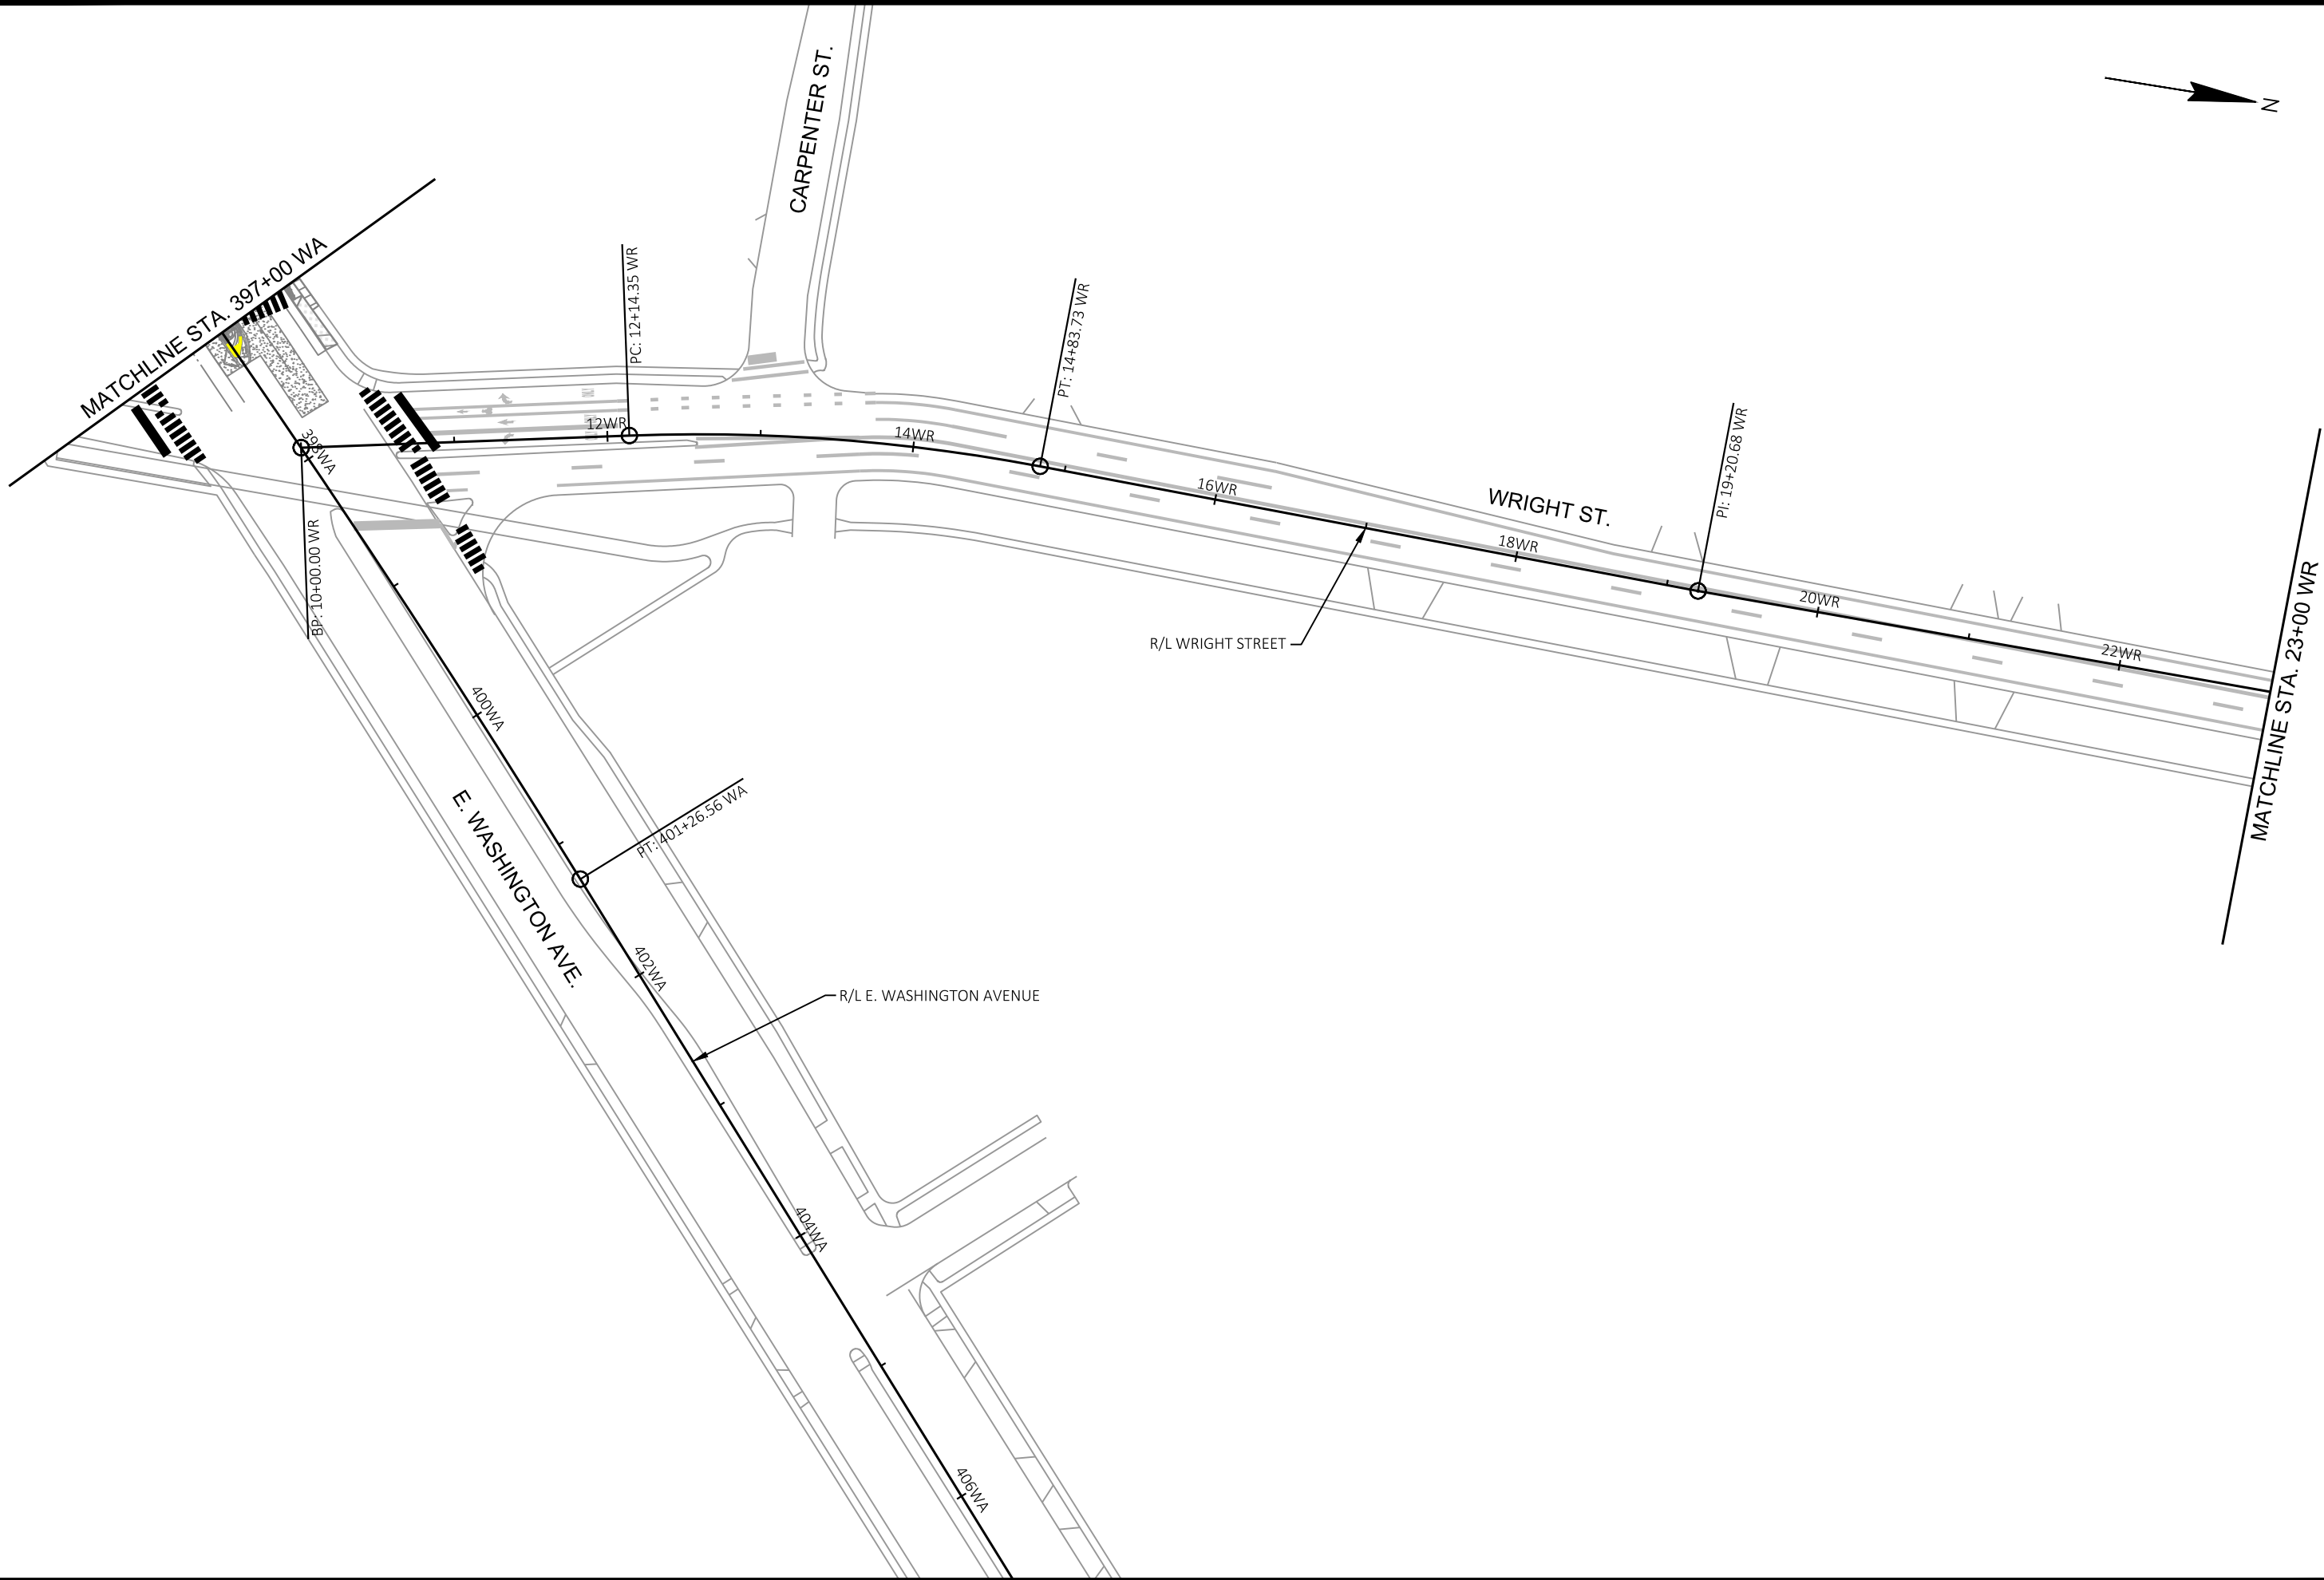 CARPENTER ST.
N
MATCHLINE STA. 397+00 WA
PC: 12+14.35 WR
PT: 14+83.73 WR
PI: 19+20.68 WR
12WR
14WR
16WR
WRIGHT ST.
18WR
20WR
22WR
MATCHLINE STA. 23+00 WR
398WA
BP: 10+00.00 WR
R/L WRIGHT STREET
400WA
PT: 401+26.56 WA
E. WASHINGTON AVE.
402WA
R/L E. WASHINGTON AVENUE
404WA
406WA